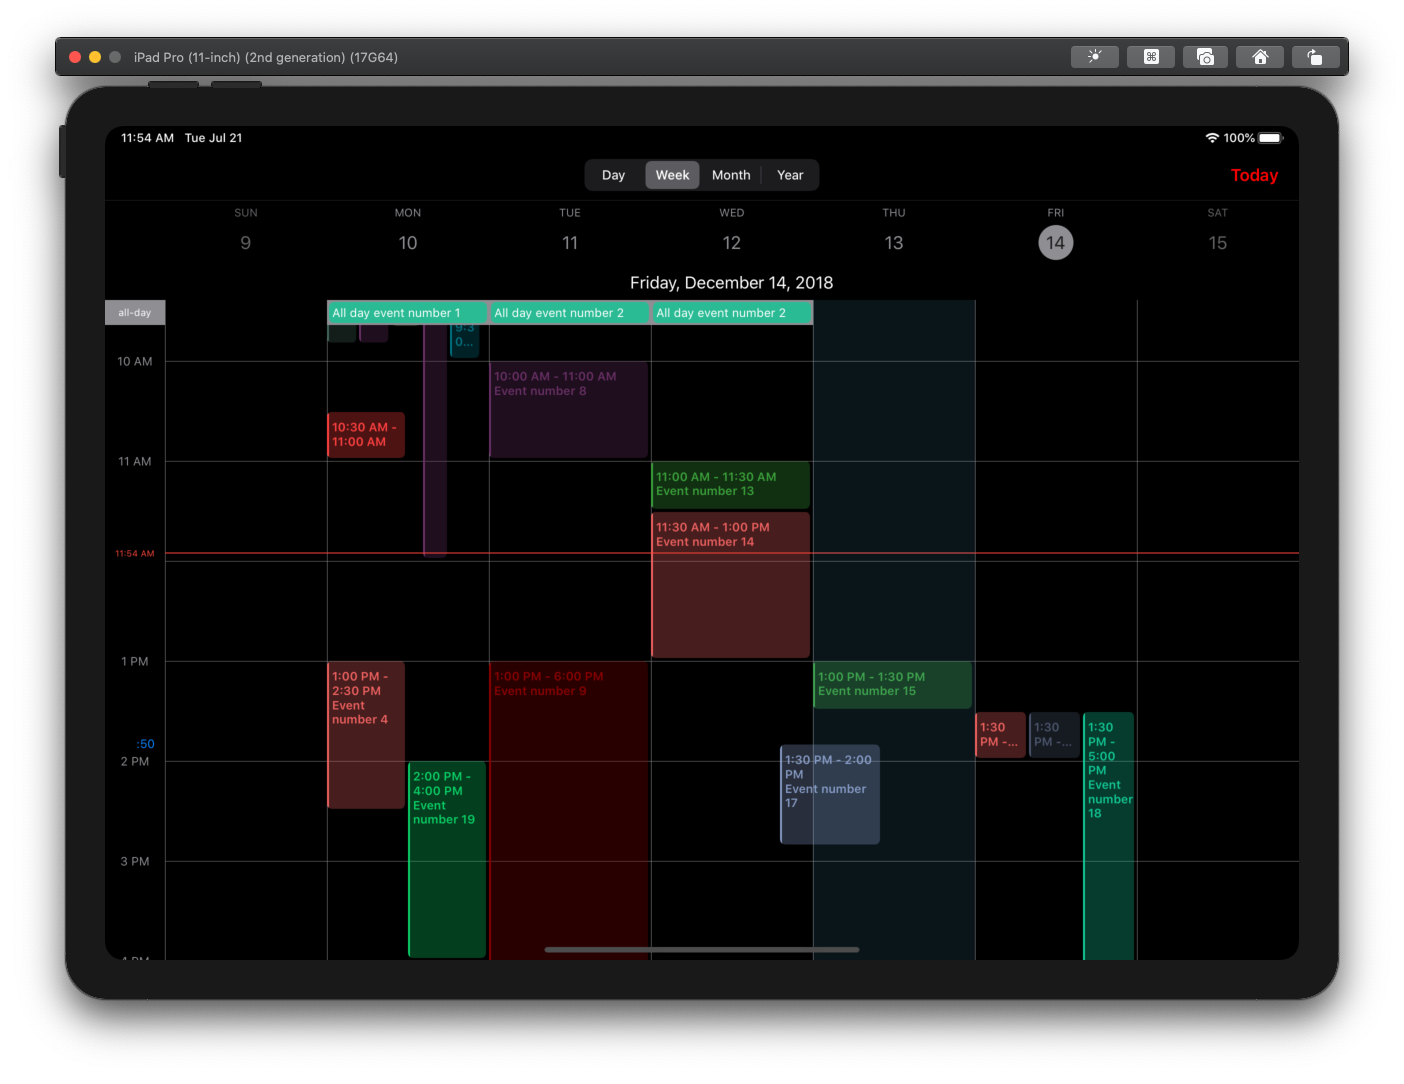 iPad Pro (11-inch) (2nd generation) (17G64)
11:54 AM Tue Jul 21
100%
Day Week Month Year
Today
SUN MON TUE WED THU FRI SAT
9 10 11 12 13 14 15
Friday, December 14, 2018
all-day
All day event number 1
All day event number 2
All day event number 2
9:3
0...
10 AM
10:00 AM - 11:00 AM
Event number 8
10:30 AM -
11:00 AM
11 AM
11:00 AM - 11:30 AM
Event number 13
11:30 AM - 1:00 PM
Event number 14
11:54 AM
1 PM
1:00 PM -
2:30 PM
Event
number 4
1:00 PM - 6:00 PM
Event number 9
1:00 PM - 1:30 PM
Event number 15
1:30
PM -...
1:30
PM -...
1:30
PM -
5:00
PM
Event
number
18
:50
2 PM
2:00 PM -
4:00 PM
Event
number 19
1:30 PM - 2:00
PM
Event number
17
3 PM